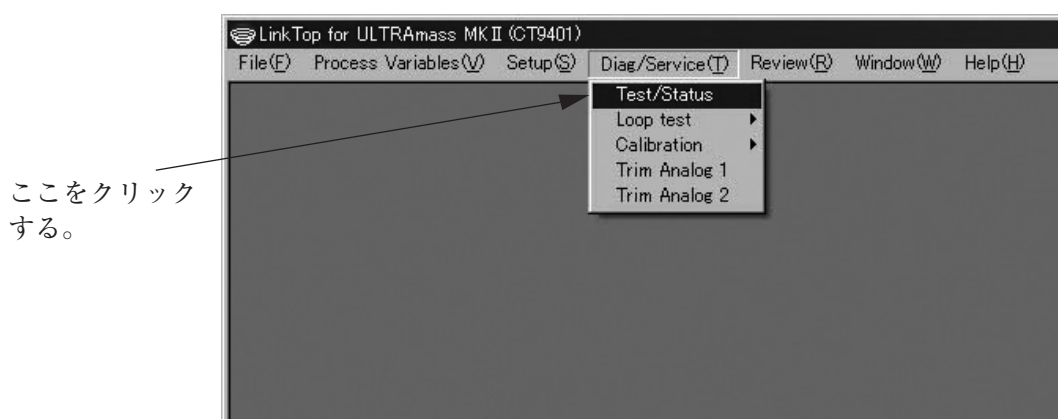 LinkTop for ULTRAmass MKⅡ (CT9401)
File(F) Process Variables(V) Setup(S) Diag/Service(T) Review(R) Window(W) Help(H)
Test/Status
Loop test
Calibration
Trim Analog 1
Trim Analog 2
ここをクリック
する。